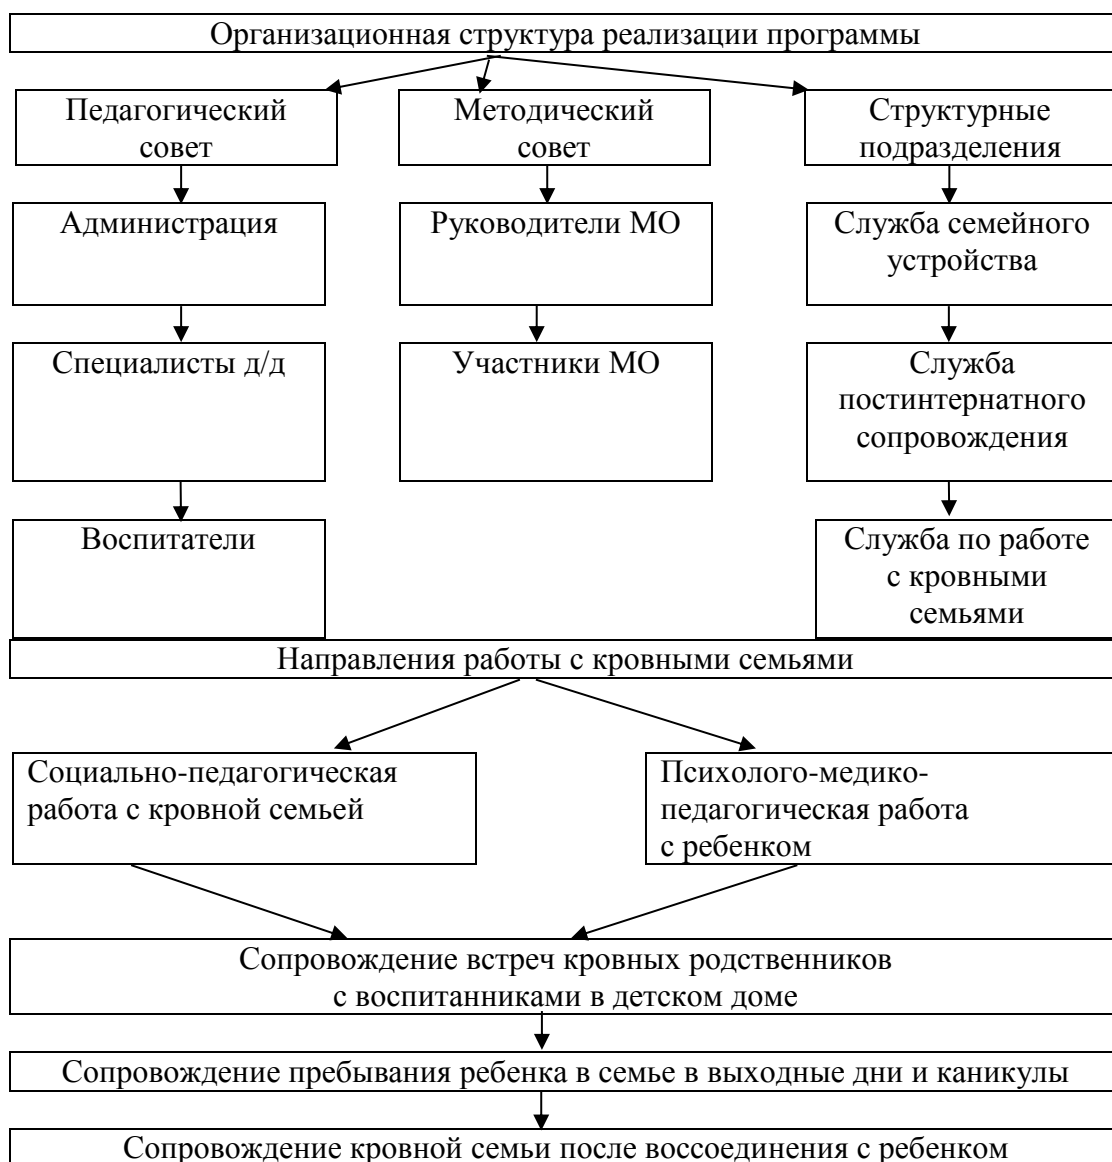 Организационная структура реализации программы
Педагогический
совет
Методический
совет
Структурные
подразделения
Администрация
Руководители МО
Служба семейного
устройства
Специалисты д/д
Участники МО
Служба
постинтернатного
сопровождения
Воспитатели
Служба по работе
с кровными
семьями
Направления работы с кровными семьями
Социально-педагогическая
работа с кровной семьей
Психолого-медико-
педагогическая работа
с ребенком
Сопровождение встреч кровных родственников
с воспитанниками в детском доме
Сопровождение пребывания ребенка в семье в выходные дни и каникулы
Сопровождение кровной семьи после воссоединения с ребенком